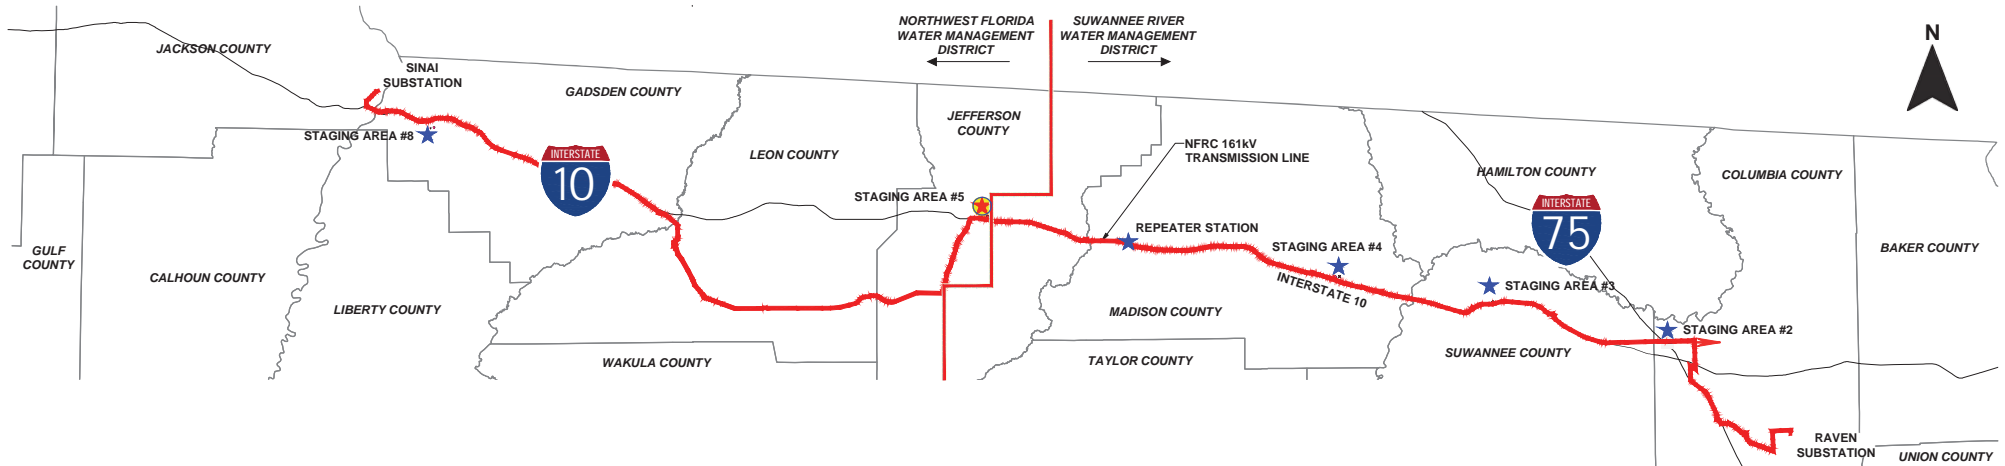 NORTHWEST FLORIDA
WATER MANAGEMENT
DISTRICT
SUWANNEE RIVER
WATER MANAGEMENT
DISTRICT
N
JACKSON COUNTY
SINAI
SUBSTATION
GADSDEN COUNTY
JEFFERSON
COUNTY
STAGING AREA #8
LEON COUNTY
NFRC 161kV
TRANSMISSION LINE
HAMILTON COUNTY
COLUMBIA COUNTY
INTERSTATE
10
STAGING AREA #5
INTERSTATE
75
REPEATER STATION
STAGING AREA #4
GULF
COUNTY
CALHOUN COUNTY
BAKER COUNTY
INTERSTATE 10
STAGING AREA #3
LIBERTY COUNTY
MADISON COUNTY
STAGING AREA #2
WAKULA COUNTY
TAYLOR COUNTY
SUWANNEE COUNTY
RAVEN
SUBSTATION
UNION COUNTY